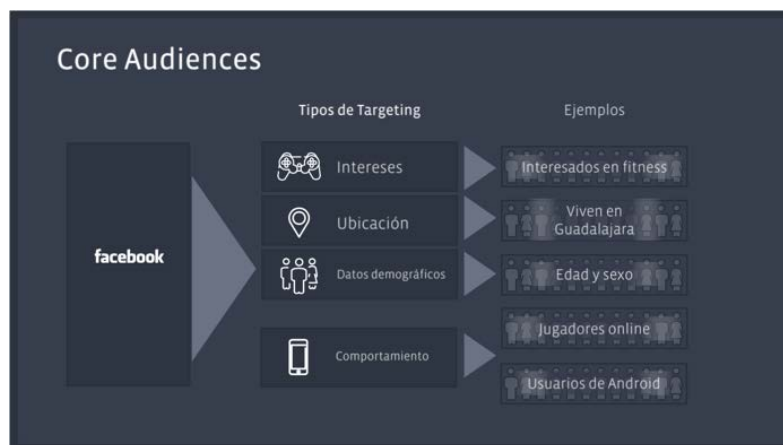 Core Audiences
Tipos de Targeting
Ejemplos
facebook
Intereses
Interesados en fitness
Ubicación
Viven en
Guadalajara
Datos demográficos
Edad y sexo
Comportamiento
Jugadores online
Usuarios de Android